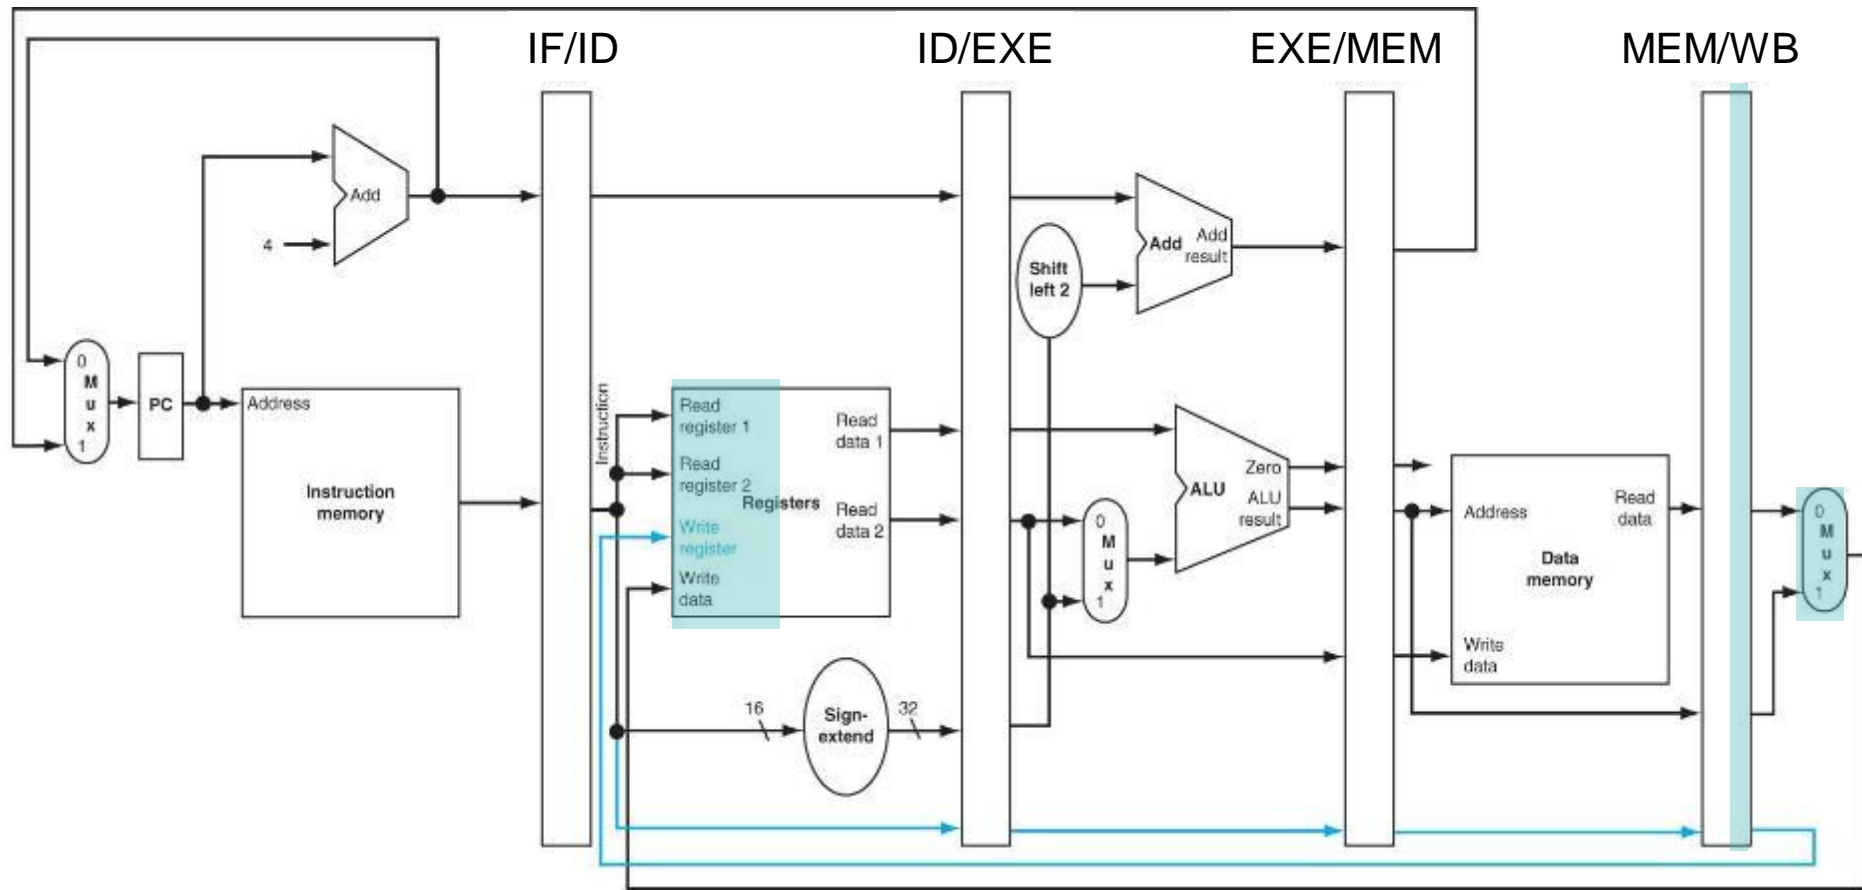 IF/ID
ID/EXE
EXE/MEM
MEM/WB
Add
4
Add
Add
result
Shift
left 2
0
M
u
x
1
PC
Address
Instruction
memory
Instruction
Read
register 1
Read
register 2
Write
register
Write
data
Registers
Read
data 1
Read
data 2
16
Sign-
extend
32
0
M
u
x
1
ALU
Zero
ALU
result
Address
Read
data
Data
memory
Write
data
0
M
u
x
1